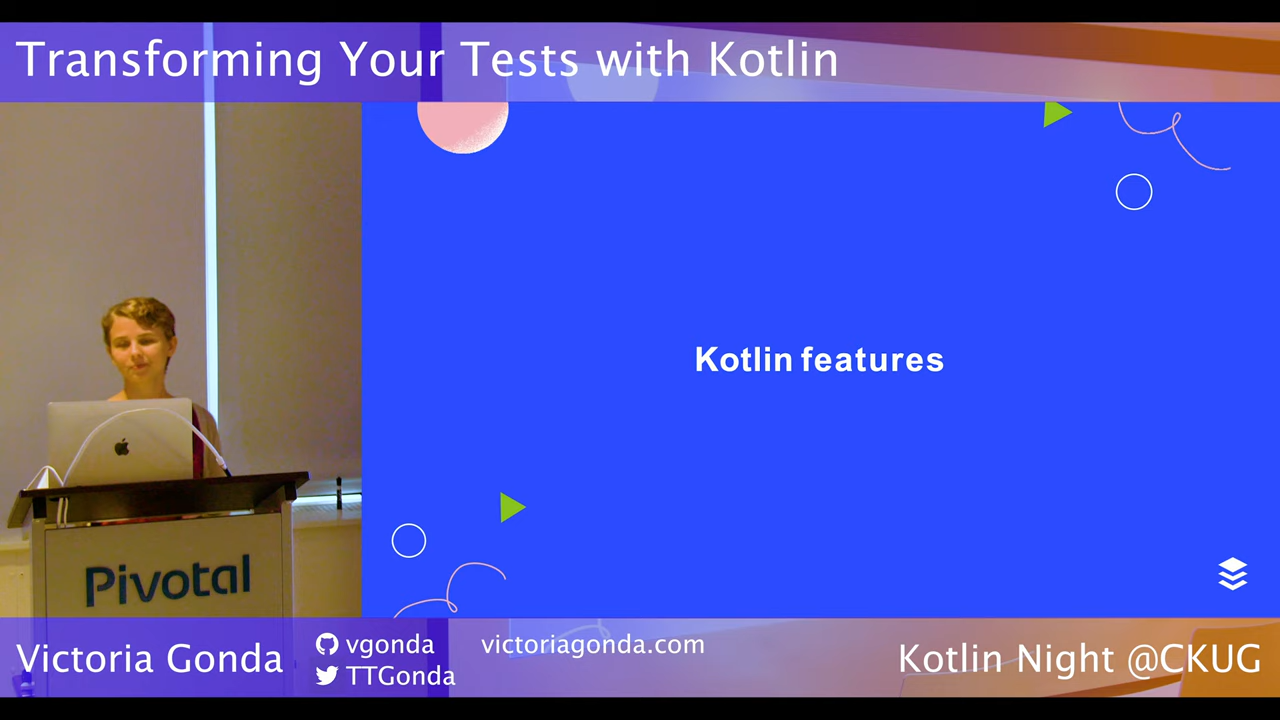 Transforming Your Tests with Kotlin
Kotlin features
Pivotal
Victoria Gonda
vgonda
victoriagonda.com
TTGonda
Kotlin Night @CKUG